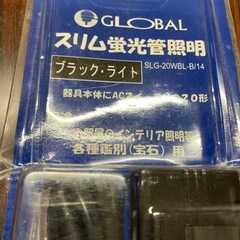 GLOBAL
スリム蛍光管照明
ブラック・ライト
SLG-20WBL-B/14
器具本体にAC
20形
インテリア照明等
各種鑑別(宝石)用